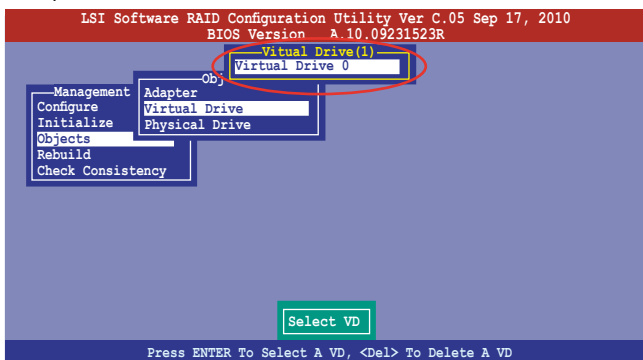 LSI Software RAID Configuration Utility Ver C.05 Sep 17, 2010
BIOS Version A.10.09231523R
Vitual Drive(1)
Virtual Drive 0
Obj
Management
Adapter
Configure
Virtual Drive
Initialize
Physical Drive
Objects
Rebuild
Check Consistency
Select VD
Press ENTER To Select A VD, <Del> To Delete A VD